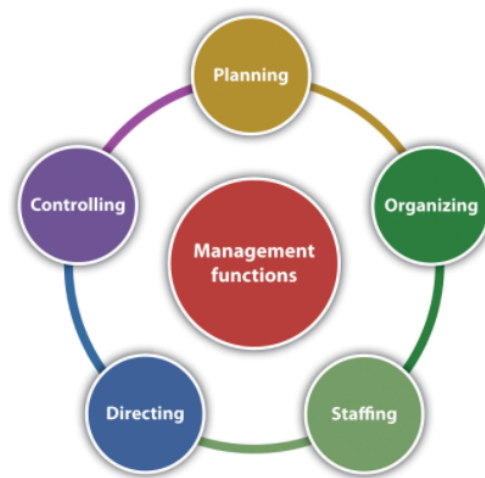 Planning
Organizing
Staffing
Directing
Controlling
Management
functions